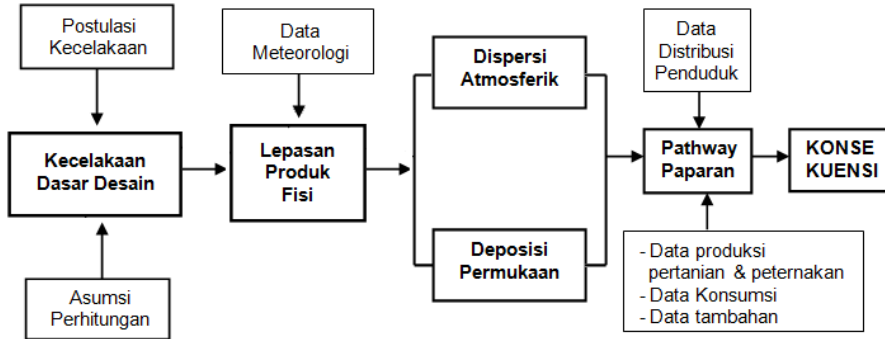 Postulasi
Kecelakaan
Data
Meteorologi
Dispersi
Atmosferik
Data
Distribusi
Penduduk
Kecelakaan
Dasar Desain
Lepasan
Produk
Fisi
Pathway
Paparan
KONSE
KUENSI
Deposisi
Permukaan
Asumsi
Perhitungan
- Data produksi
pertanian & peternakan
- Data Konsumsi
- Data tambahan